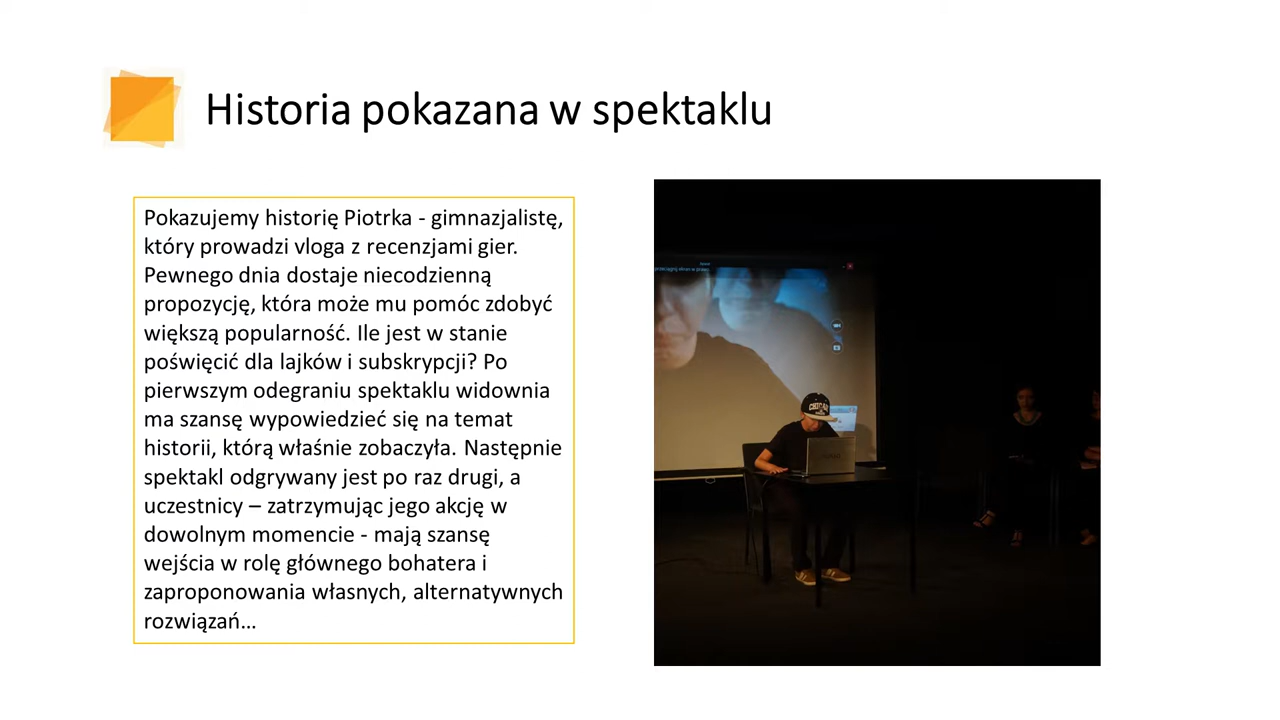 Historia pokazana w spektaklu
Pokazujemy historię Piotrka - gimnazjalistę,
który prowadzi vloga z recenzjami gier.
Pewnego dnia dostaje niecodzienną
propozycję, która może mu pomóc zdobyć
większą popularność. Ile jest w stanie
poświęcić dla lajków i subskrypcji? Po
pierwszym odegraniu spektaklu widownia
ma szansę wypowiedzieć się na temat
historii, którą właśnie zobaczyła. Następnie
spektakl odgrywany jest po raz drugi, a
uczestnicy – zatrzymując jego akcję w
dowolnym momencie - mają szansę
wejścia w rolę głównego bohatera i
zaproponowania własnych, alternatywnych
rozwiązań...